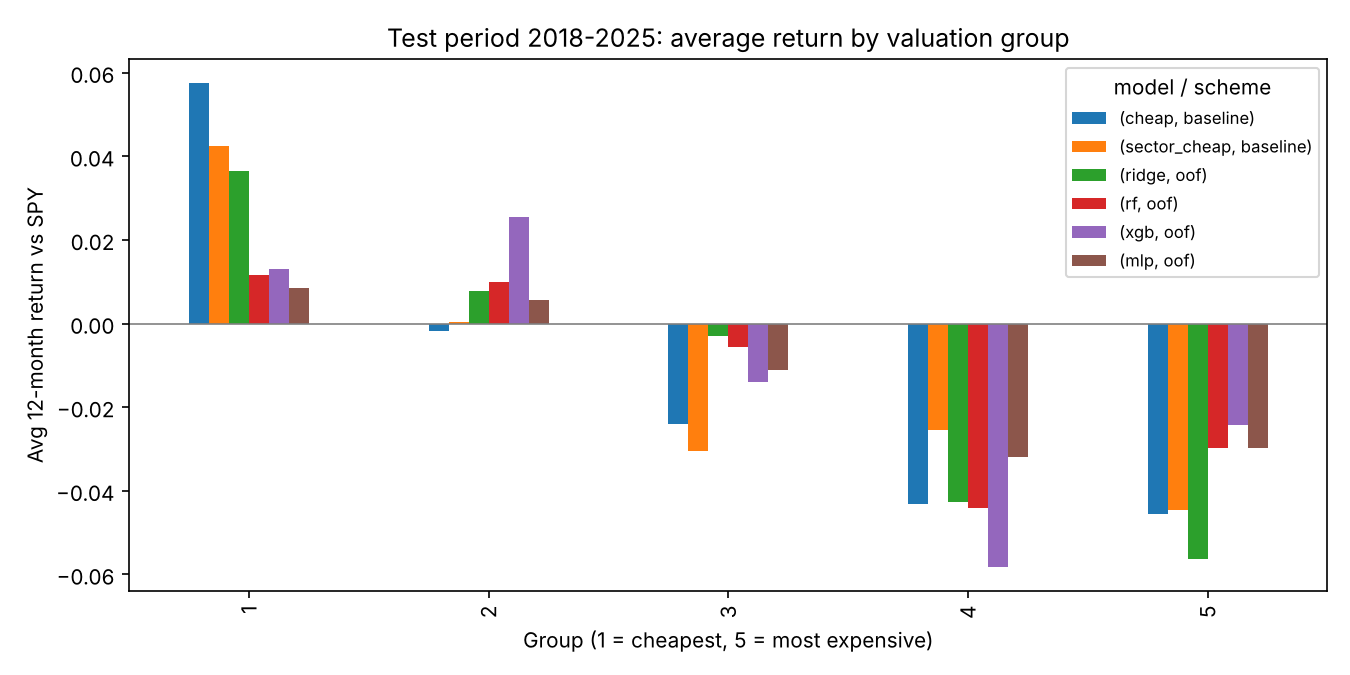 Test period 2018-2025: average return by valuation group
model / scheme
(cheap, baseline)
(sector_cheap, baseline)
(ridge, oof)
(rf, oof)
(xgb, oof)
(mlp, oof)
Avg 12-month return vs SPY
0.06
0.04
0.02
0.00
−0.02
−0.04
−0.06
1
2
3
4
5
Group (1 = cheapest, 5 = most expensive)